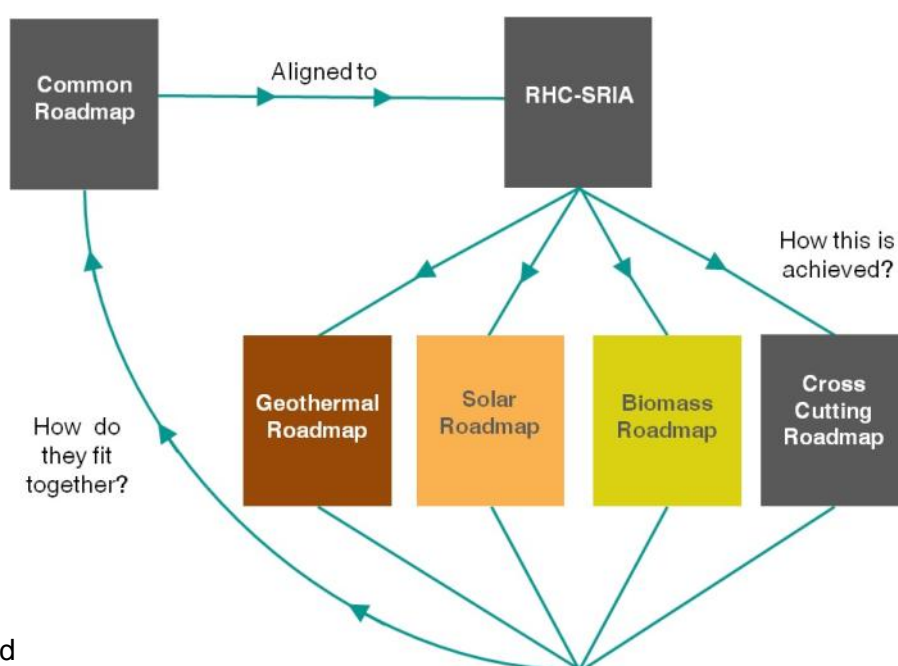 Common
Roadmap
Aligned to
RHC-SRIA
How this is
achieved?
Geothermal
Roadmap
Solar
Roadmap
Biomass
Roadmap
Cross
Cutting
Roadmap
How do
they fit
together?
d